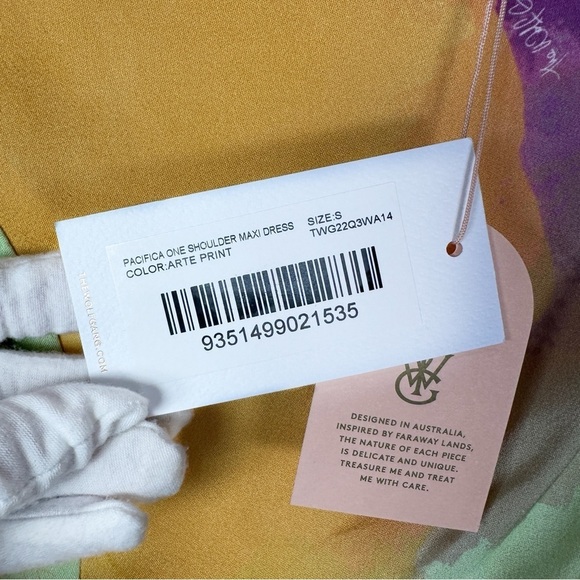 PACIFICA ONE SHOULDER MAXI DRESS SIZE:S
COLOR:ARTE PRINT TWG22Q3WA14
9351499021535
DESIGNED IN AUSTRALIA,
INSPIRED BY FARAWAY LANDS,
THE NATURE OF EACH PIECE
IS DELICATE AND UNIQUE.
TREASURE ME AND TREAT
ME WITH CARE.